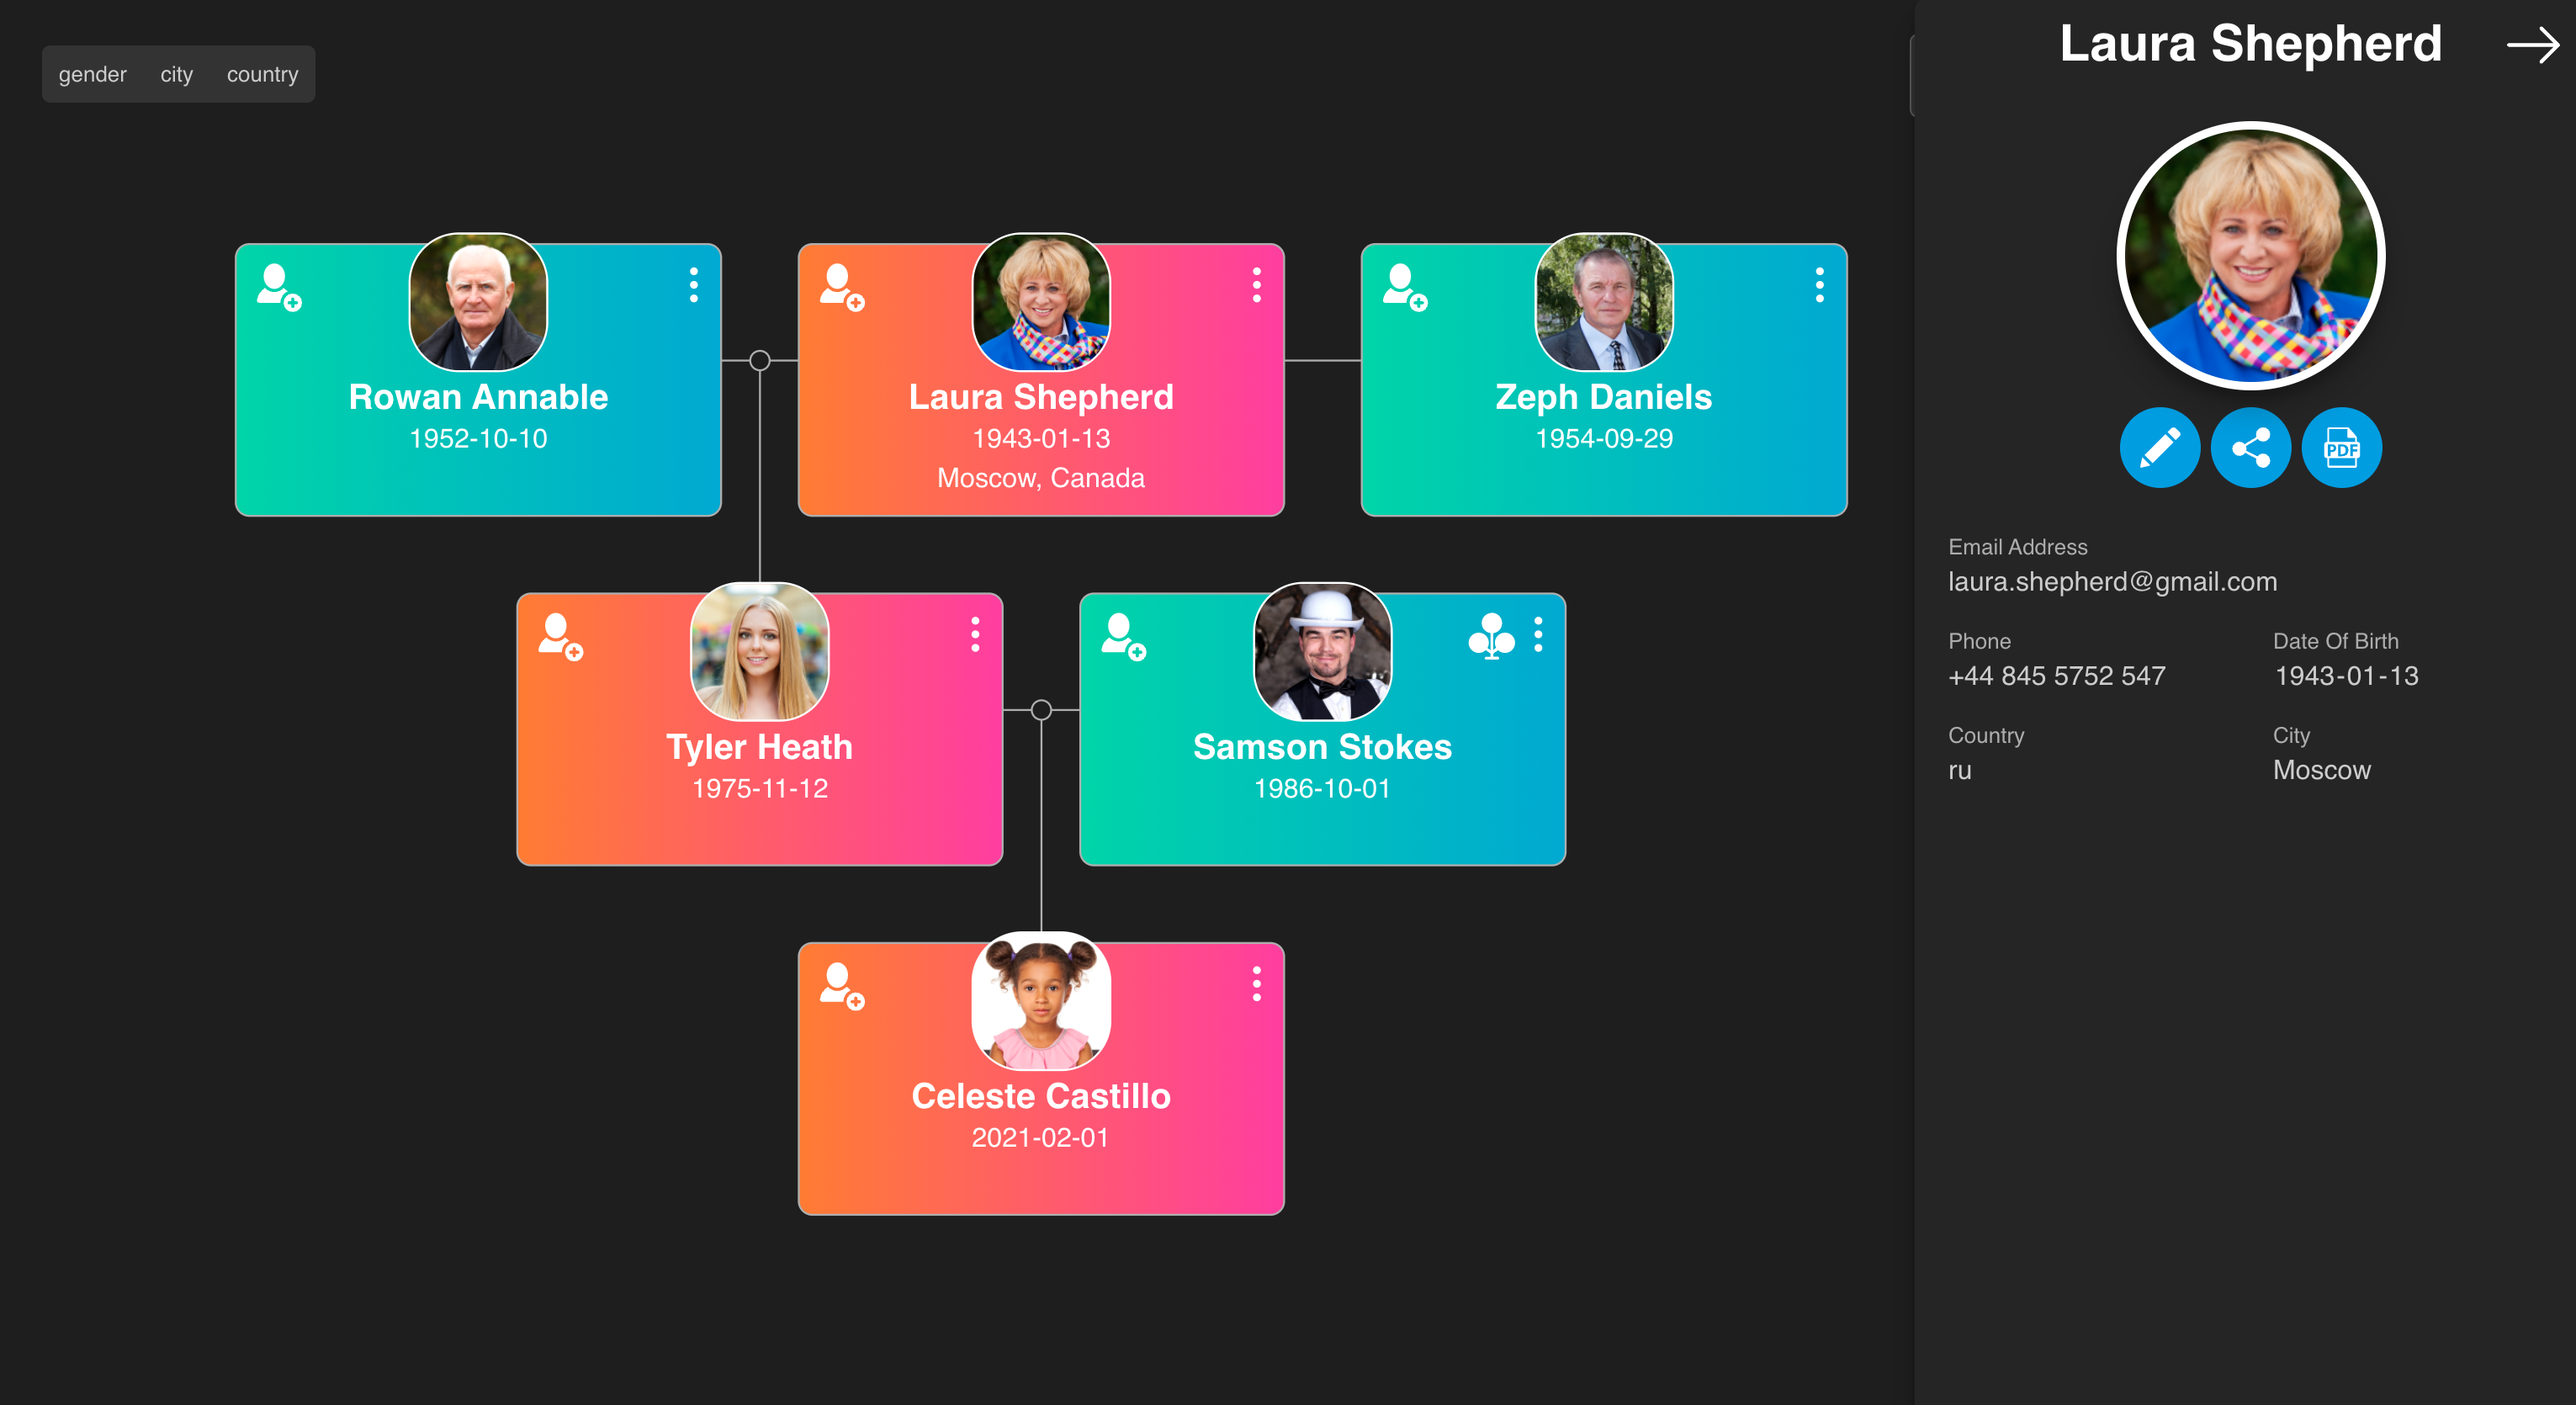 gender city country
Rowan Annable
1952-10-10
Laura Shepherd
1943-01-13
Moscow, Canada
Zeph Daniels
1954-09-29
Tyler Heath
1975-11-12
Samson Stokes
1986-10-01
Celeste Castillo
2021-02-01
Laura Shepherd
PDF
Email Address
laura.shepherd@gmail.com
Phone Date Of Birth
+44 845 5752 547 1943-01-13
Country City
ru Moscow